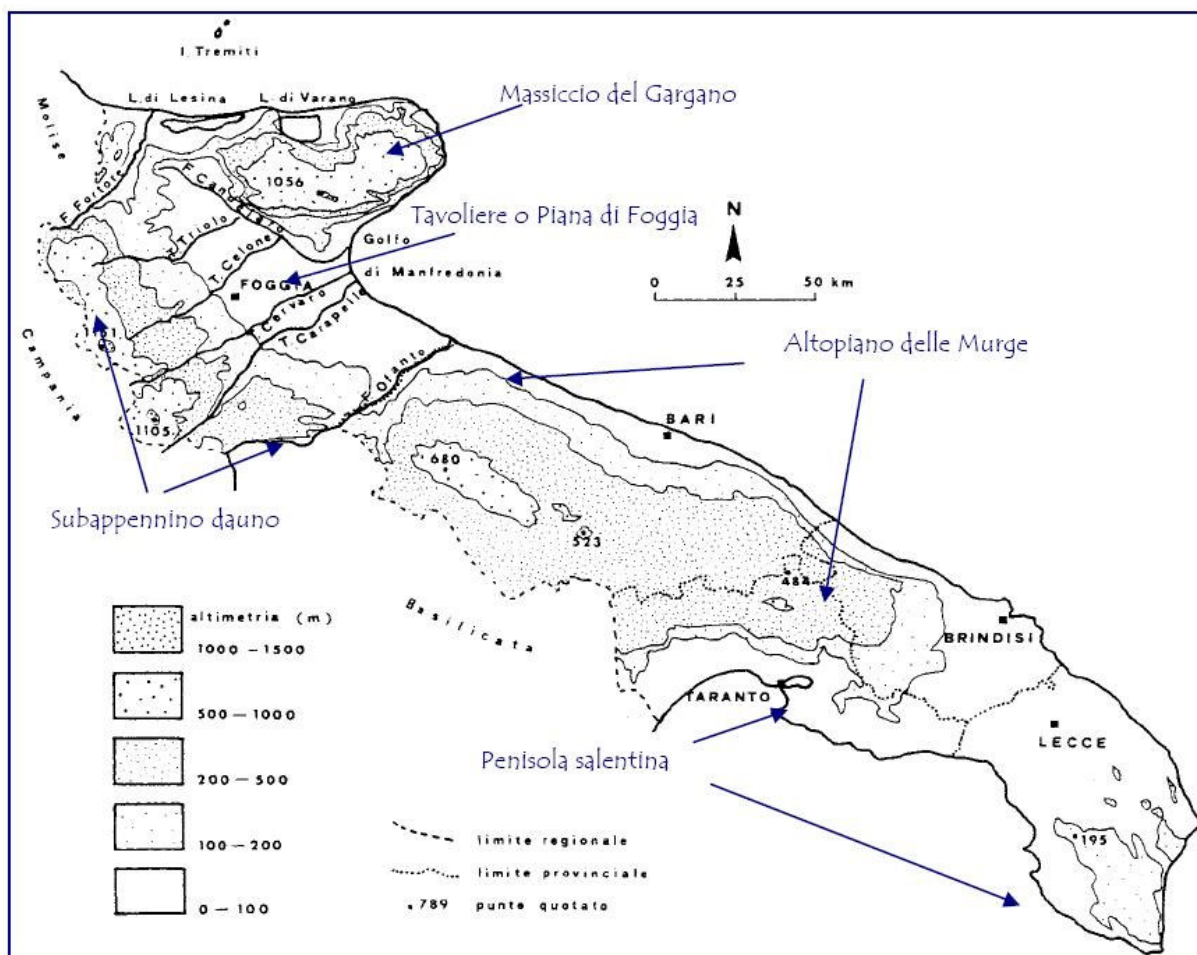 I. Tremiti
L. di Lesina
L. di Varano
Massiccio del Gargano
Molise
F. Fortore
F. Candelaro
1056
T. Triolo
T. Celone
Tavoliere o Piana di Foggia
Golfo
di Manfredonia
FOGGIA
T. Cervaro
T. Carapelle
F. Ofanto
N
0 25 50 km
Campania
1105
Altopiano delle Murge
BARI
680
523
484
Subappennino dauno
Basilicata
BRINDISI
TARANTO
LECCE
Penisola salentina
195
altimetria (m)
1000 — 1500
500 — 1000
200 — 500
100 — 200
0 — 100
limite regionale
limite provinciale
789 punto quotato